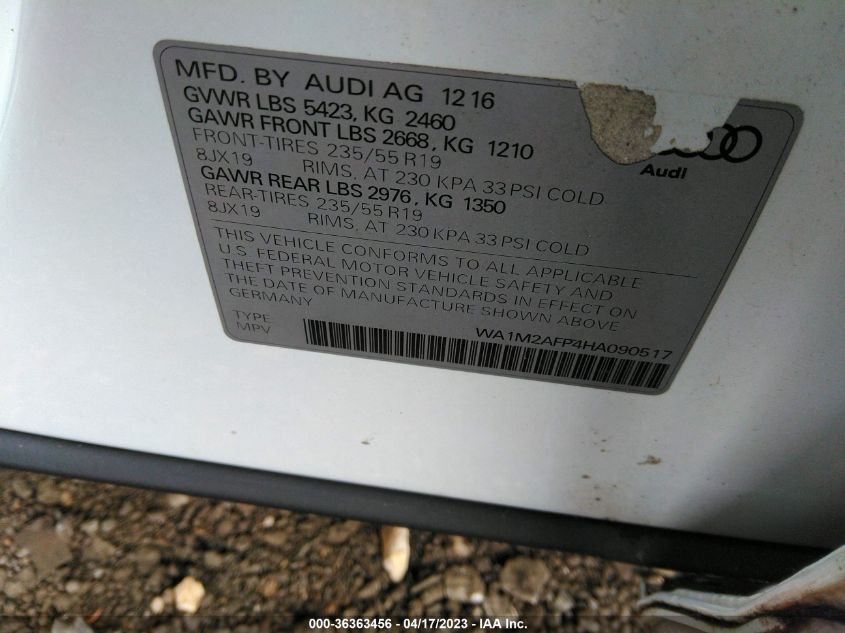 MFD. BY AUDI AG 12 16
GVWR LBS 5423, KG 2460
GAWR FRONT LBS 2668, KG 1210
FRONT-TIRES 235/55 R19
8JX19 RIMS, AT 230 KPA 33 PSI COLD
GAWR REAR LBS 2976, KG 1350
REAR-TIRES 235/55 R19
8JX19 RIMS, AT 230 KPA 33 PSI COLD
Audi
THIS VEHICLE CONFORMS TO ALL APPLICABLE
U.S. FEDERAL MOTOR VEHICLE SAFETY AND
THEFT PREVENTION STANDARDS IN EFFECT ON
THE DATE OF MANUFACTURE SHOWN ABOVE
GERMANY
TYPE
MPV
WA1M2AFP4HA090517
000-36363456 - 04/17/2023 - IAA Inc.